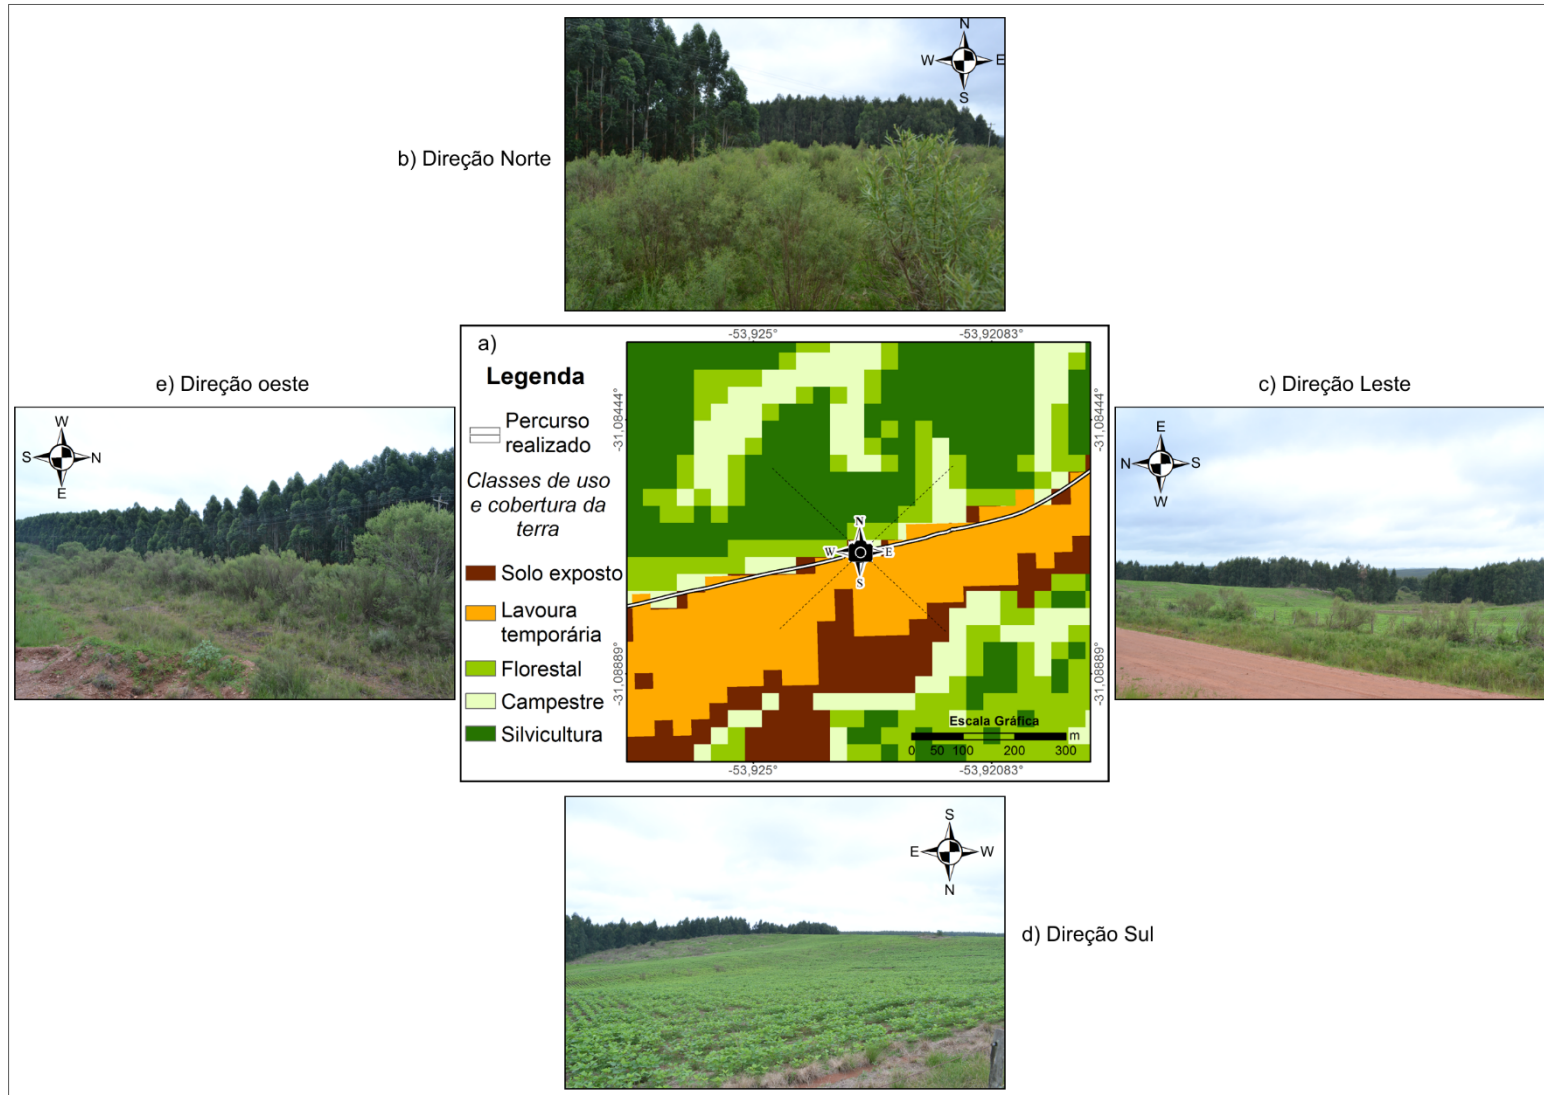 N
W E
S
b) Direção Norte
a)
Legenda
Percurso
realizado
Classes de uso
e cobertura da
terra
Solo exposto
Lavoura
temporária
Florestal
Campestre
Silvicultura
-53,925° -53,92083°
-31,08444° -31,08444°
N
W E
S
-31,08889° -31,08889°
Escala Gráfica
m
0 50 100 200 300
-53,925° -53,92083°
e) Direção oeste
W
S N
E
c) Direção Leste
E
N S
W
S
E W
N
d) Direção Sul